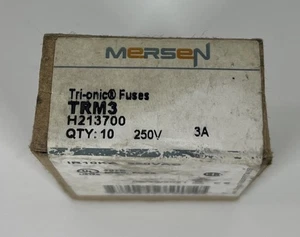 MERSEN
Tri-onic® Fuses
TRM3
H213700
QTY: 10 250V 3A